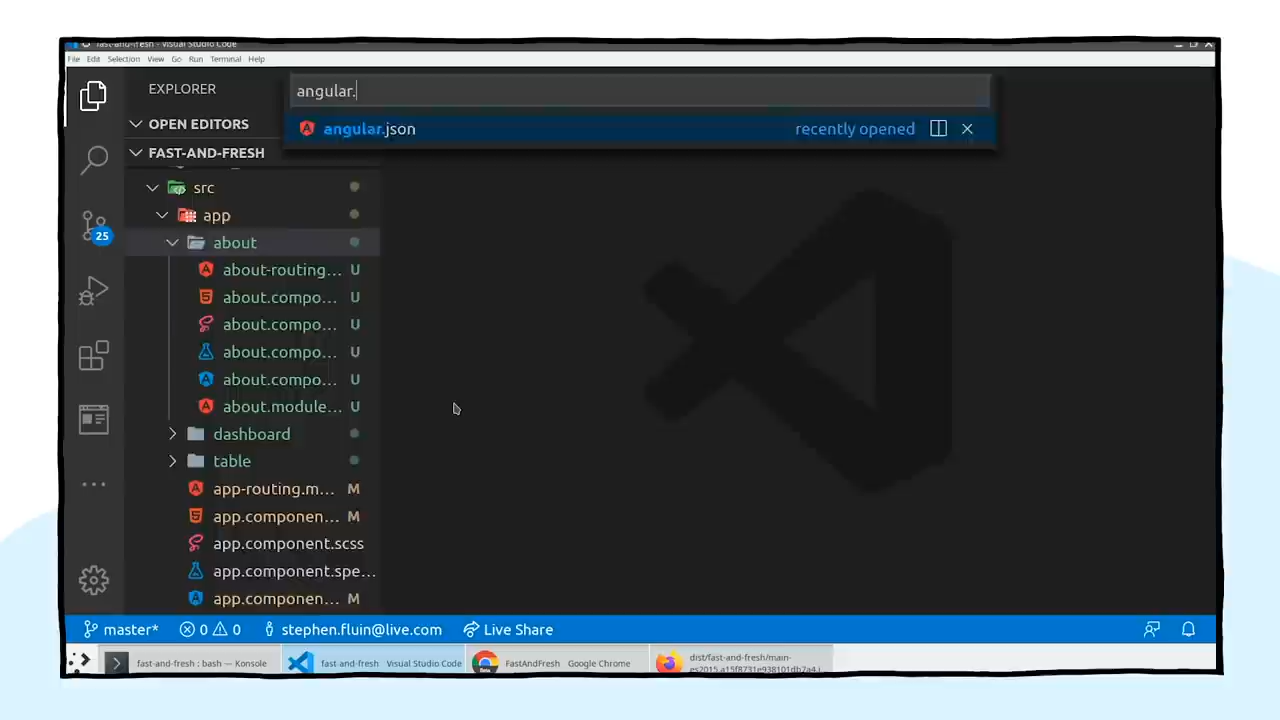 fast-and-fresh - Visual Studio Code
File Edit Selection View Go Run Terminal Help
EXPLORER
angular.
OPEN EDITORS
angular.json recently opened
FAST-AND-FRESH
src
app
about
about-routing... U
about.compo... U
about.compo... U
about.compo... U
about.compo... U
about.module... U
dashboard
table
app-routing.m... M
app.componen... M
app.component.scss
app.component.spe...
app.componen... M
25
master* 0 0 stephen.fluin@live.com Live Share
fast-and-fresh : bash — Konsole
fast-and-fresh Visual Studio Code
Beta
FastAndFresh Google Chrome
dist/fast-and-fresh/main-
es2015.a15f8731e938101db7a4.j